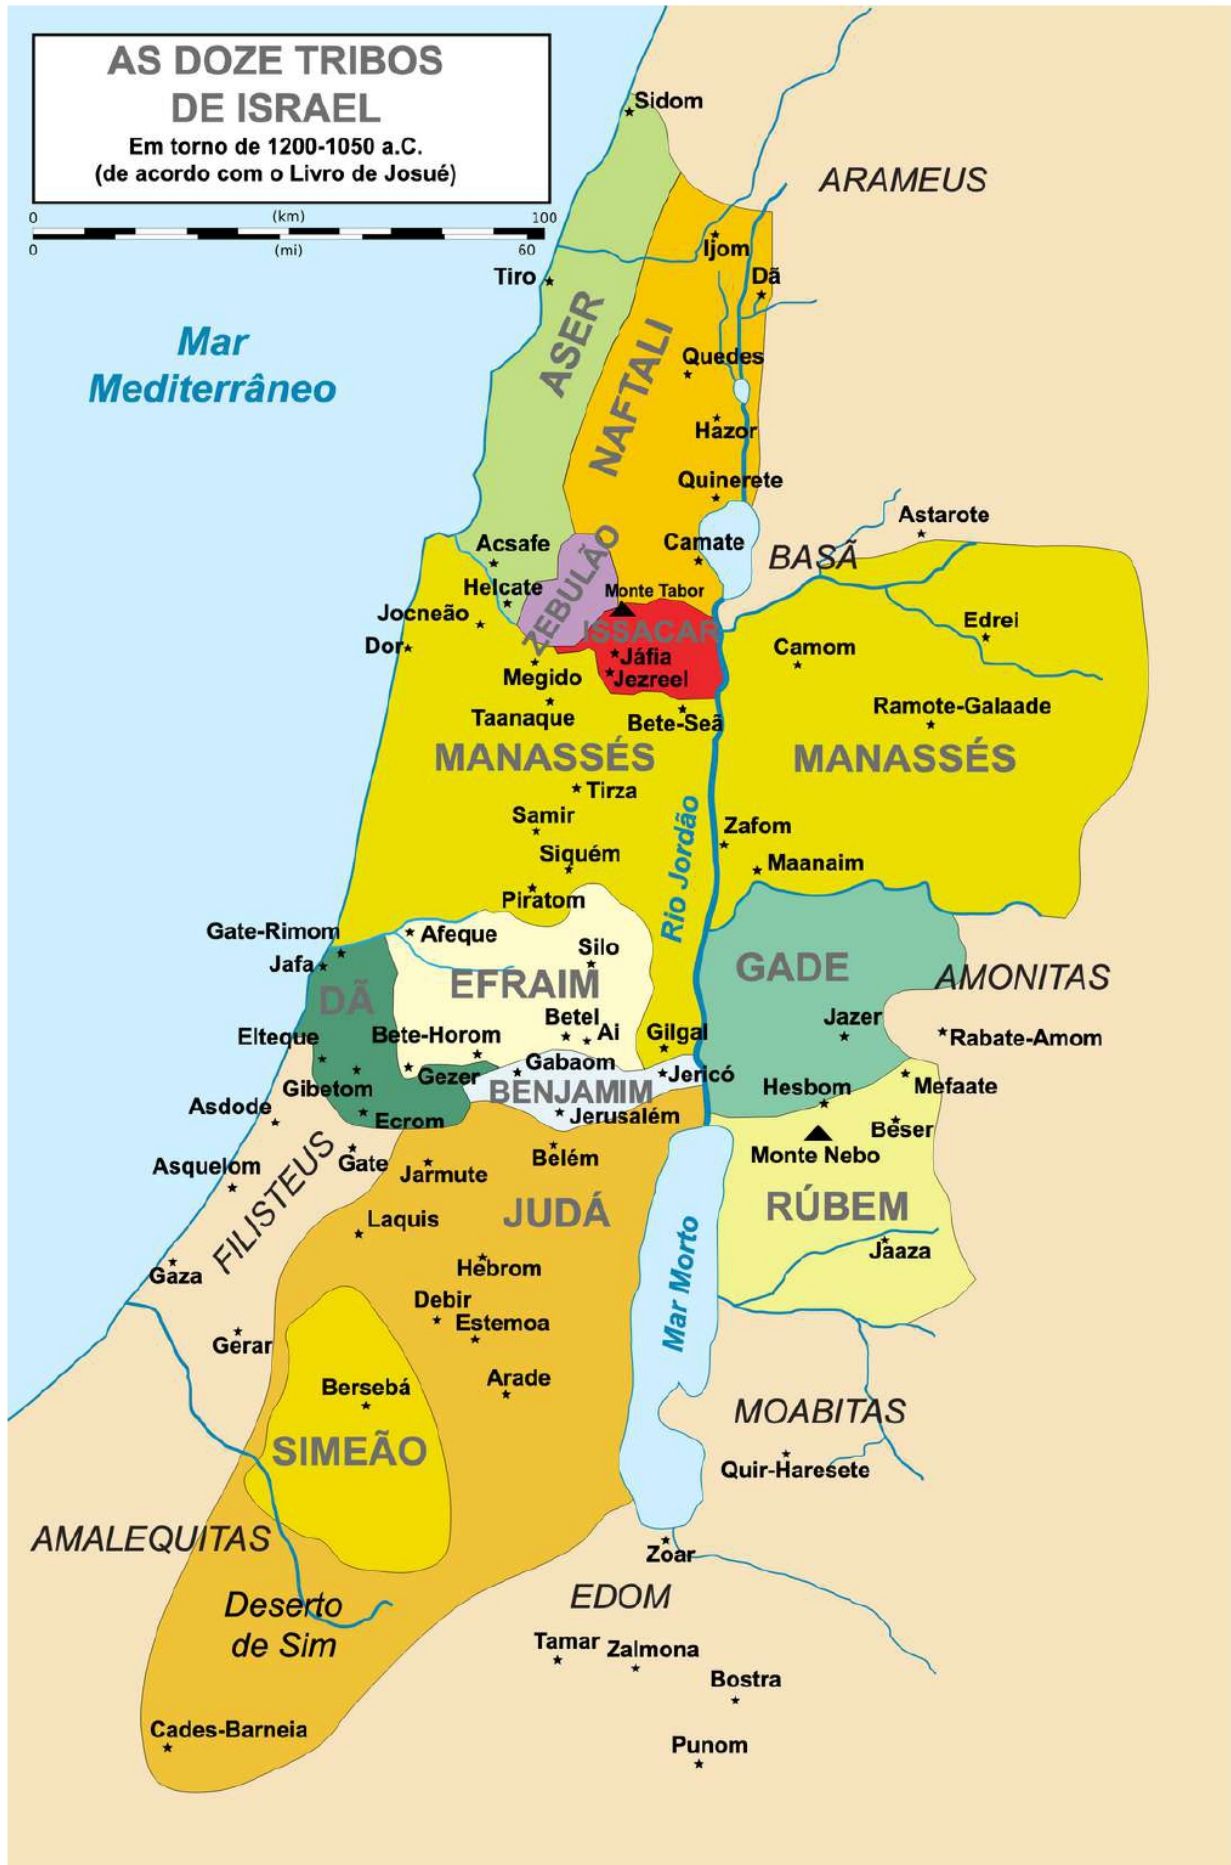 AS DOZE TRIBOS
DE ISRAEL
Em torno de 1200-1050 a.C.
(de acordo com o Livro de Josué)
0 (km) 100
0 (mi) 60
Sidom
ARAMEUS
Ijom
Tiro
Dã
ASER
Mar
Mediterrâneo
NAFTALI
Quedes
Hazor
Quinerete
Astarote
Acsafe
ZEBULÃO
Camate
BASÃ
Helcate
Monte Tabor
Jocneão
ISSACAR
Edrei
Dor
Jáfia
Camom
Megido
Jezreel
Taanaque
Bete-Seã
Ramote-Galaade
MANASSÉS
MANASSÉS
Tirza
Samir
Rio Jordão
Zafom
Siquém
Maanaim
Piratom
Gate-Rimom
Afeque
Jafa
Silo
GADE
DÃ
EFRAIM
AMONITAS
Elteque
Bete-Horom
Betel
Ai
Gilgal
Jazer
Rabate-Amom
Gibetom
Gezer
Gabaom
Jericó
Hesbom
Mefaate
Asdode
Ecrom
BENJAMIM
Jerusalém
Beser
Asquelom
FILISTEUS
Gate
Jarmute
Belém
Monte Nebo
Laquis
JUDÁ
RÚBEM
Gaza
Hebrom
Mar Morto
Jaaza
Debir
Estemoa
Gerar
Bersebá
Arade
MOABITAS
SIMEÃO
Quir-Haresete
AMALEQUITAS
Zoar
Deserto
de Sim
EDOM
Tamar
Zalmona
Bostra
Cades-Barneia
Punom